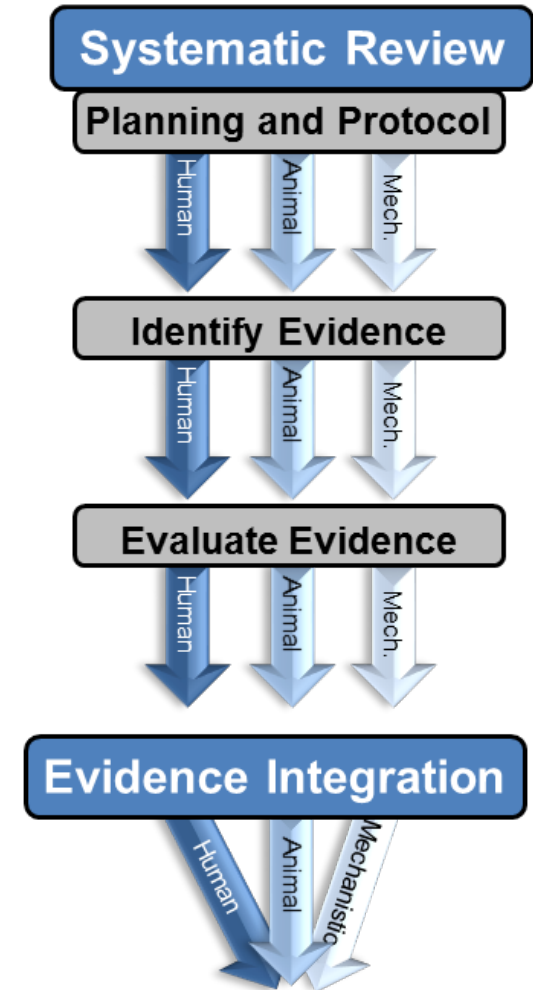 Systematic Review
Planning and Protocol
Human
Animal
Mech.
Identify Evidence
Human
Animal
Mech.
Evaluate Evidence
Human
Animal
Mech.
Evidence Integration
Human
Animal
Mechanistic